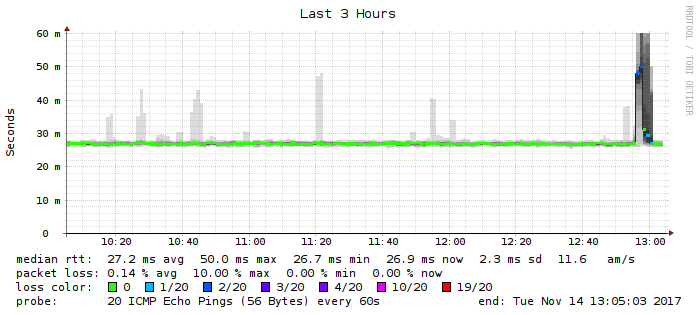 Last 3 Hours
RRDTOOL / TOBI OETIKER
Seconds
60 m
50 m
40 m
30 m
20 m
10 m
0
10:20 10:40 11:00 11:20 11:40 12:00 12:20 12:40 13:00
median rtt: 27.2 ms avg 50.0 ms max 26.7 ms min 26.9 ms now 2.3 ms sd 11.6 am/s
packet loss: 0.14 % avg 10.00 % max 0.00 % min 0.00 % now
loss color: 0 1/20 2/20 3/20 4/20 10/20 19/20
probe: 20 ICMP Echo Pings (56 Bytes) every 60s end: Tue Nov 14 13:05:03 2017